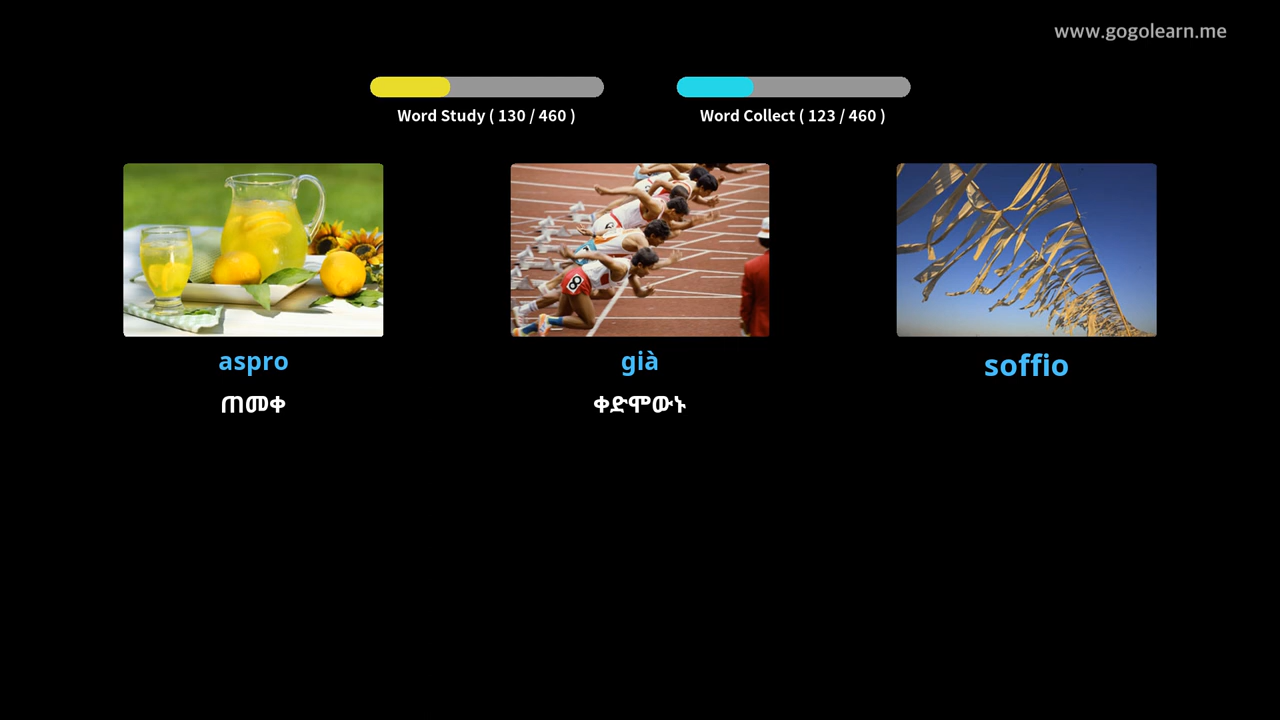 www.gogolearn.me
Word Study ( 130 / 460 )
Word Collect ( 123 / 460 )
aspro
già
soffio
ጠመቀ
ቀድሞውኑ